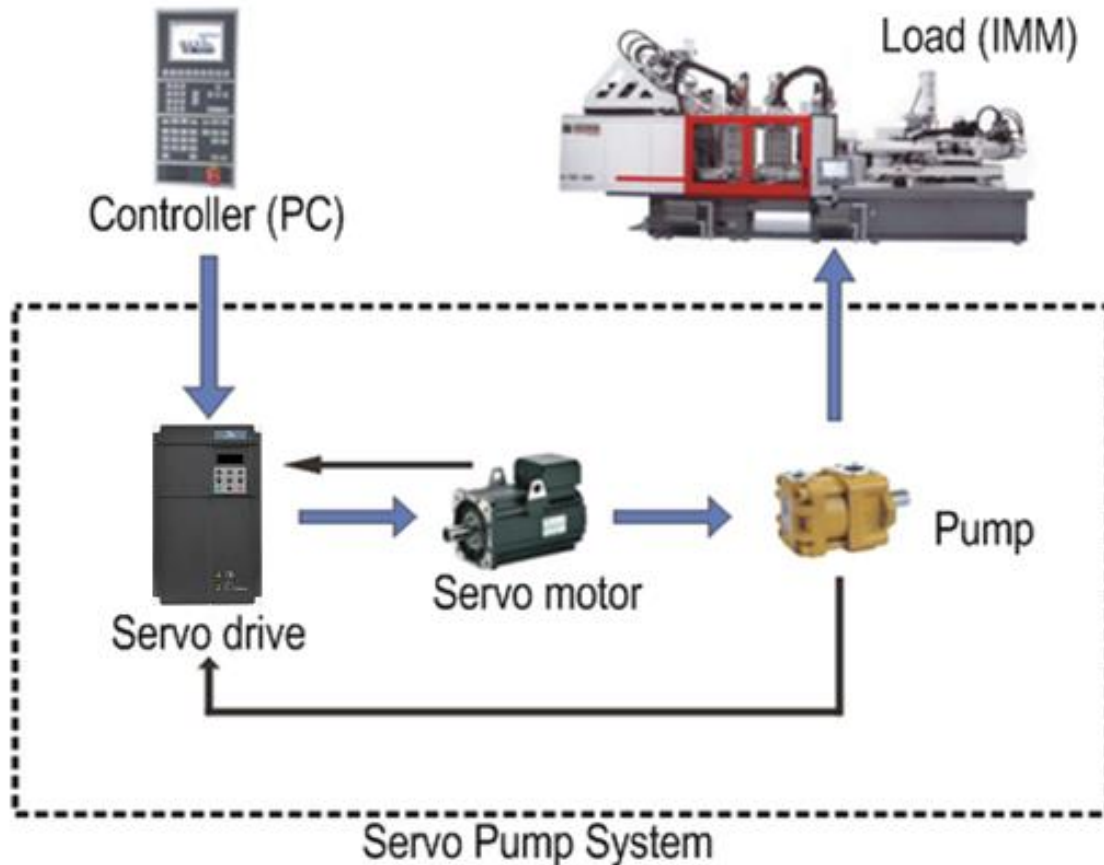 Load (IMM)
Controller (PC)
Pump
Servo motor
Servo drive
Servo Pump System